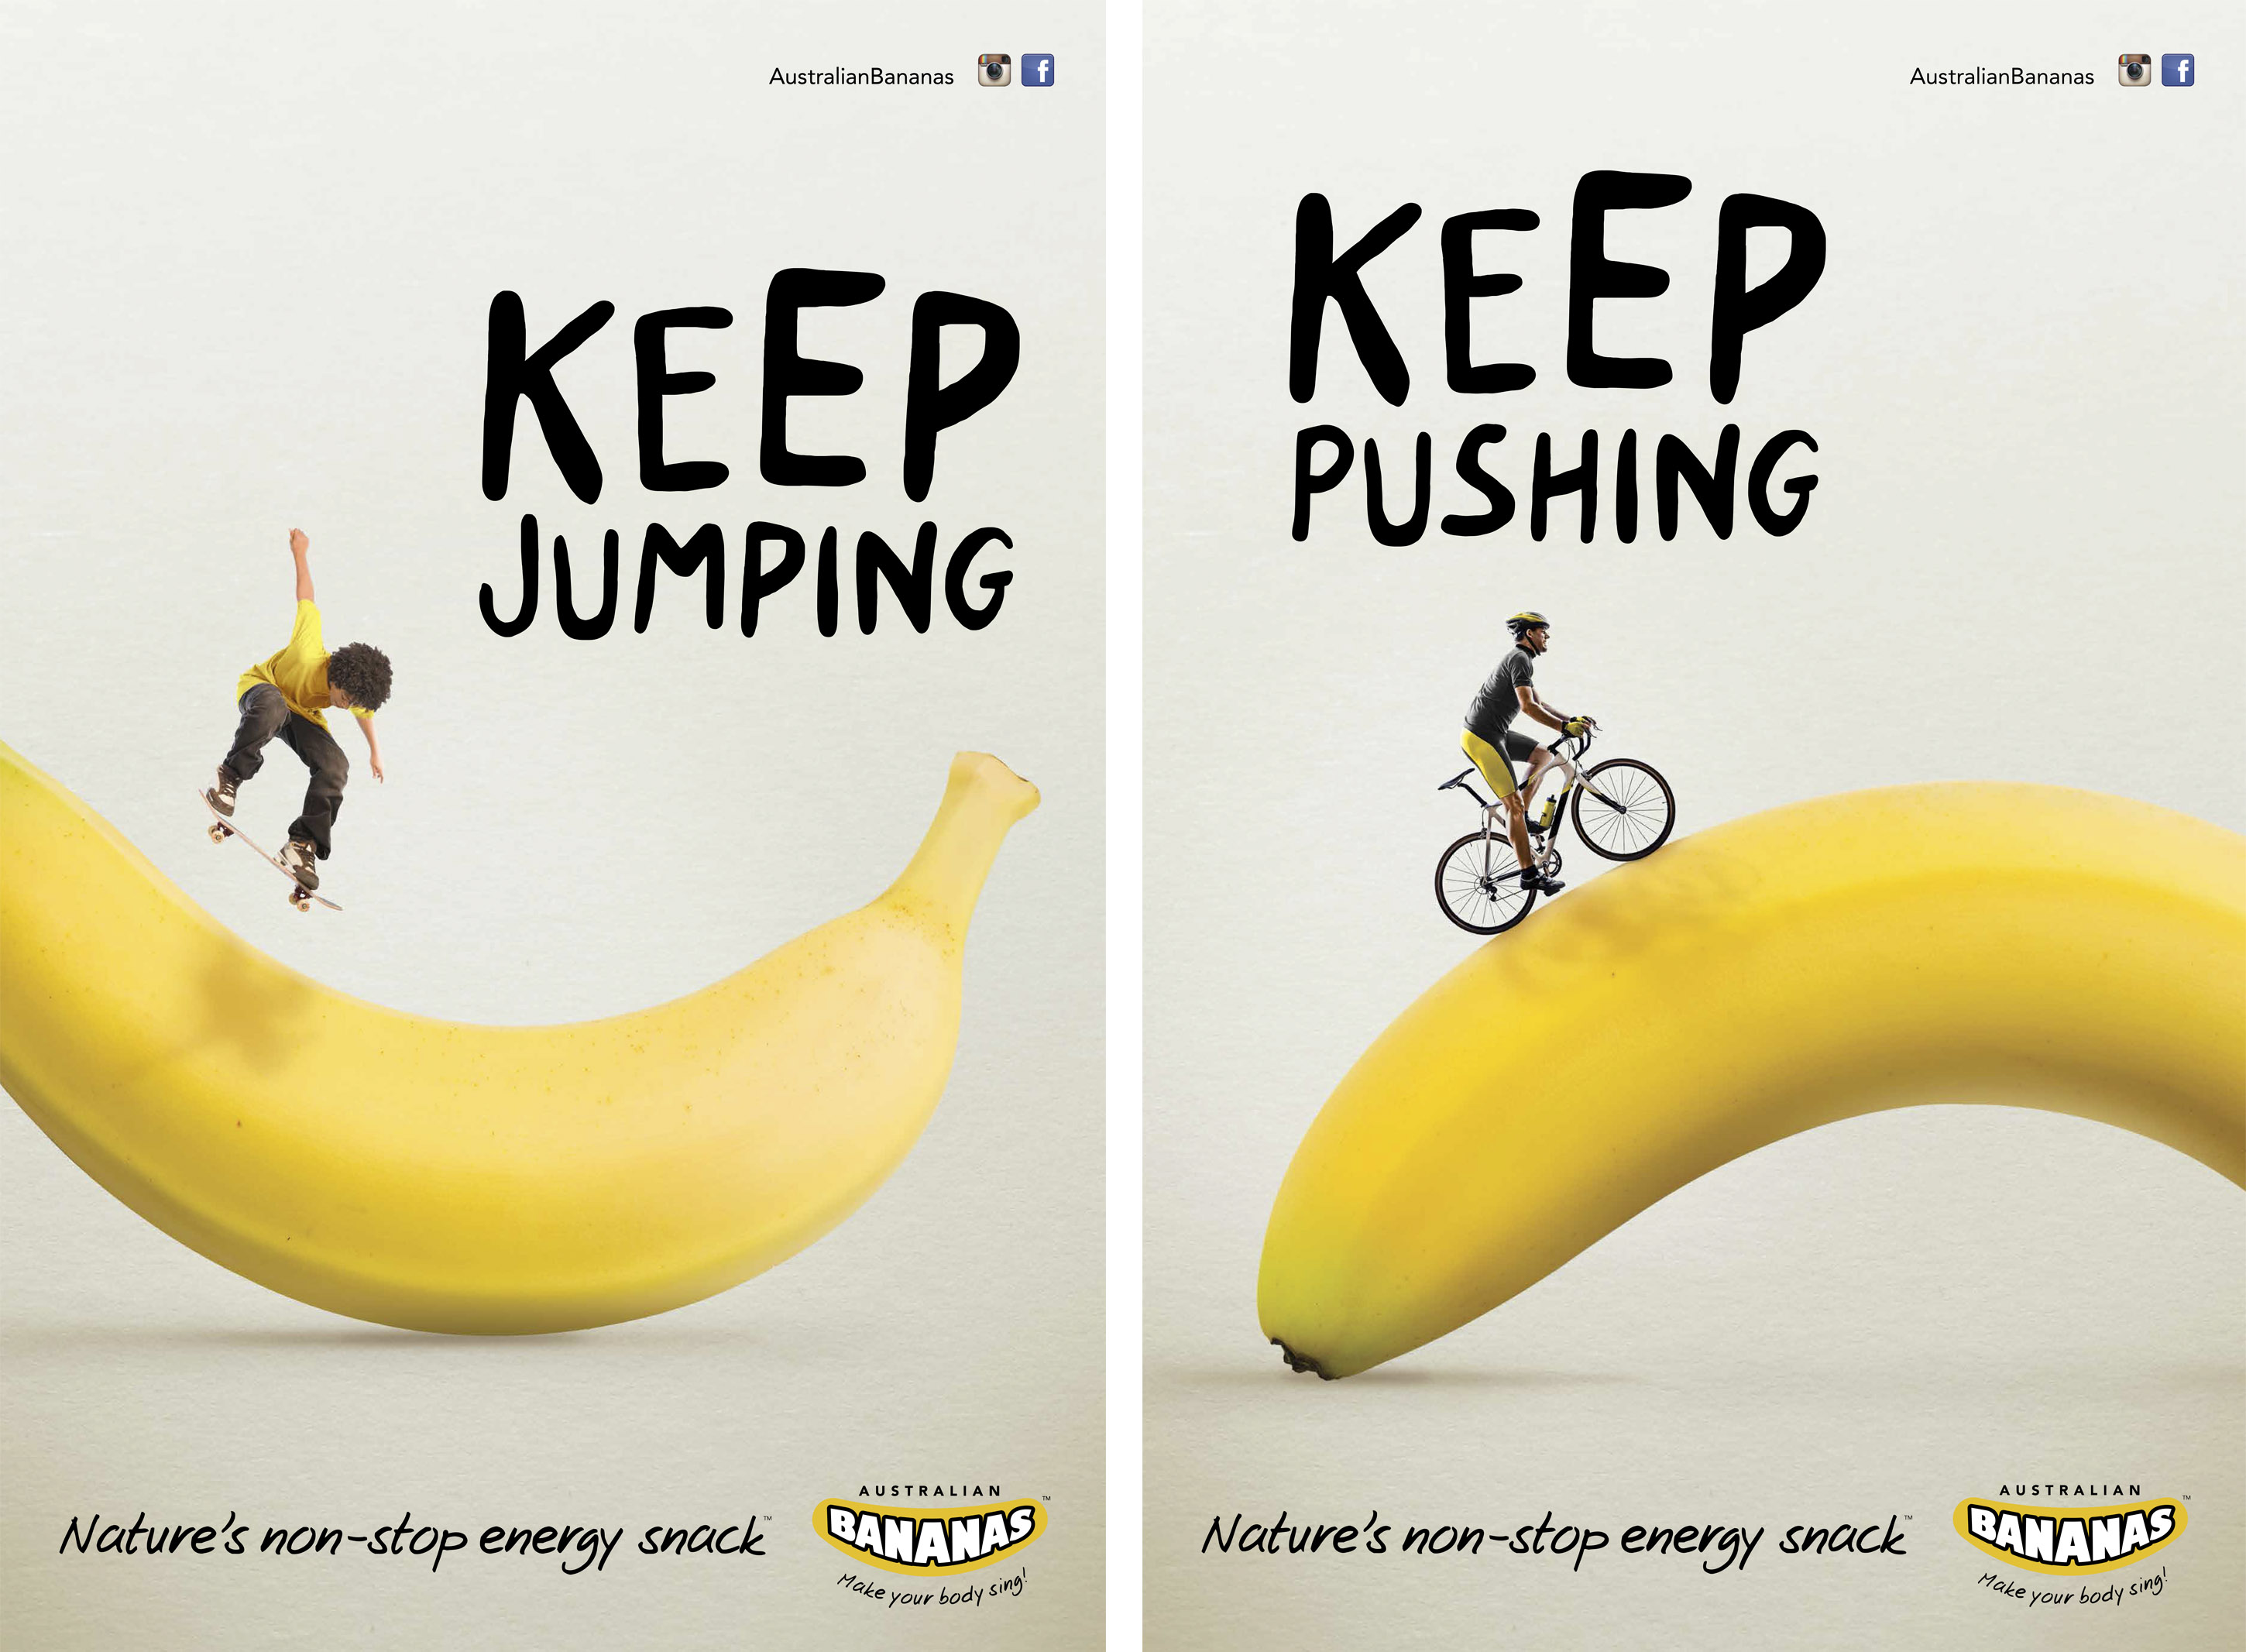 AustralianBananas
KEEP
JUMPING
Nature's non-stop energy snack™
AUSTRALIAN
BANANAS™
Make your body sing!
AustralianBananas
KEEP
PUSHING
Nature's non-stop energy snack™
AUSTRALIAN
BANANAS™
Make your body sing!